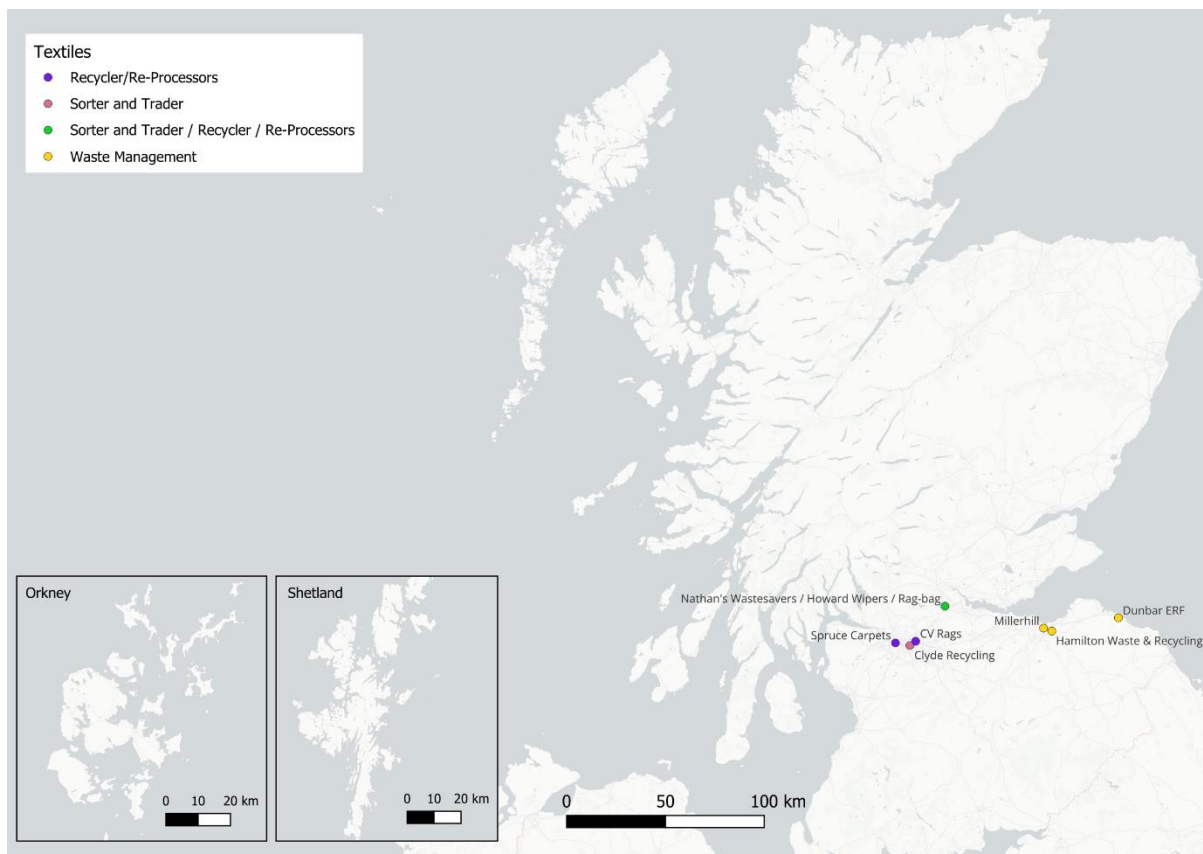 Textiles
Recycler/Re-Processors
Sorter and Trader
Sorter and Trader / Recycler / Re-Processors
Waste Management
Nathan's Wastesavers / Howard Wipers / Rag-bag
Dunbar ERF
Millerhill
Hamilton Waste & Recycling
Spruce Carpets
CV Rags
Clyde Recycling
Orkney
0 10 20 km
Shetland
0 10 20 km
0 50 100 km